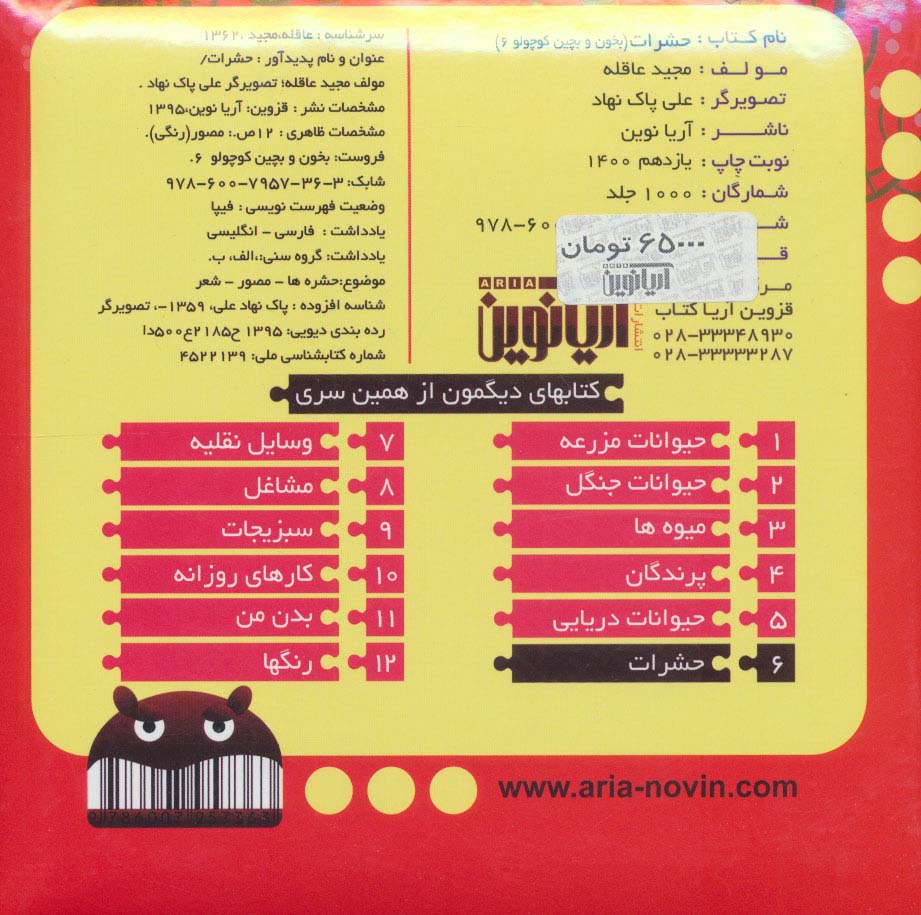 نام کتاب : حشرات (بخون و بچین کوچولو ۶)
مولف : مجید عاقله
تصویرگر : علی پاک نهاد
ناشر : آریا نوین
نوبت چاپ : یازدهم ۱۴۰۰
شمارگان : ۱۰۰۰ جلد
۹۷۸-۶۰۰
۶۵۰۰۰ تومان
آریانوین
قزوین آریا کتاب
۰۲۸-۳۳۳۴۸۹۳۰
۰۲۸-۳۳۳۳۳۲۸۷
ARIA
انتشارات
آریانوین
سرشناسه : عاقله،مجید ،۱۳۶۲
عنوان و نام پدیدآور : حشرات/
مولف مجید عاقله؛ تصویرگر علی پاک نهاد .
مشخصات نشر : قزوین: آریا نوین،۱۳۹۵
مشخصات ظاهری : ۱۲ص.: مصور(رنگی).
فروست: بخون و بچین کوچولو ۶.
شابک: ۳-۳۶-۷۹۵۷-۶۰۰-۹۷۸
وضعیت فهرست نویسی : فیپا
یادداشت : فارسی - انگلیسی
یادداشت: گروه سنی:،الف، ب.
موضوع:حشره ها - مصور - شعر
شناسه افزوده : پاک نهاد علی، ۱۳۵۹-، تصویرگر
رده بندی دیویی: ۱۳۹۵ ح۲۱۸۵ع۵۰۰دا
شماره کتابشناسی ملی: ۴۵۲۲۱۳۹
کتابهای دیگمون از همین سری
۱ حیوانات مزرعه
۲ حیوانات جنگل
۳ میوه ها
۴ پرندگان
۵ حیوانات دریایی
۶ حشرات
۷ وسایل نقلیه
۸ مشاغل
۹ سبزیجات
۱۰ کارهای روزانه
۱۱ بدن من
۱۲ رنگها
www.aria-novin.com